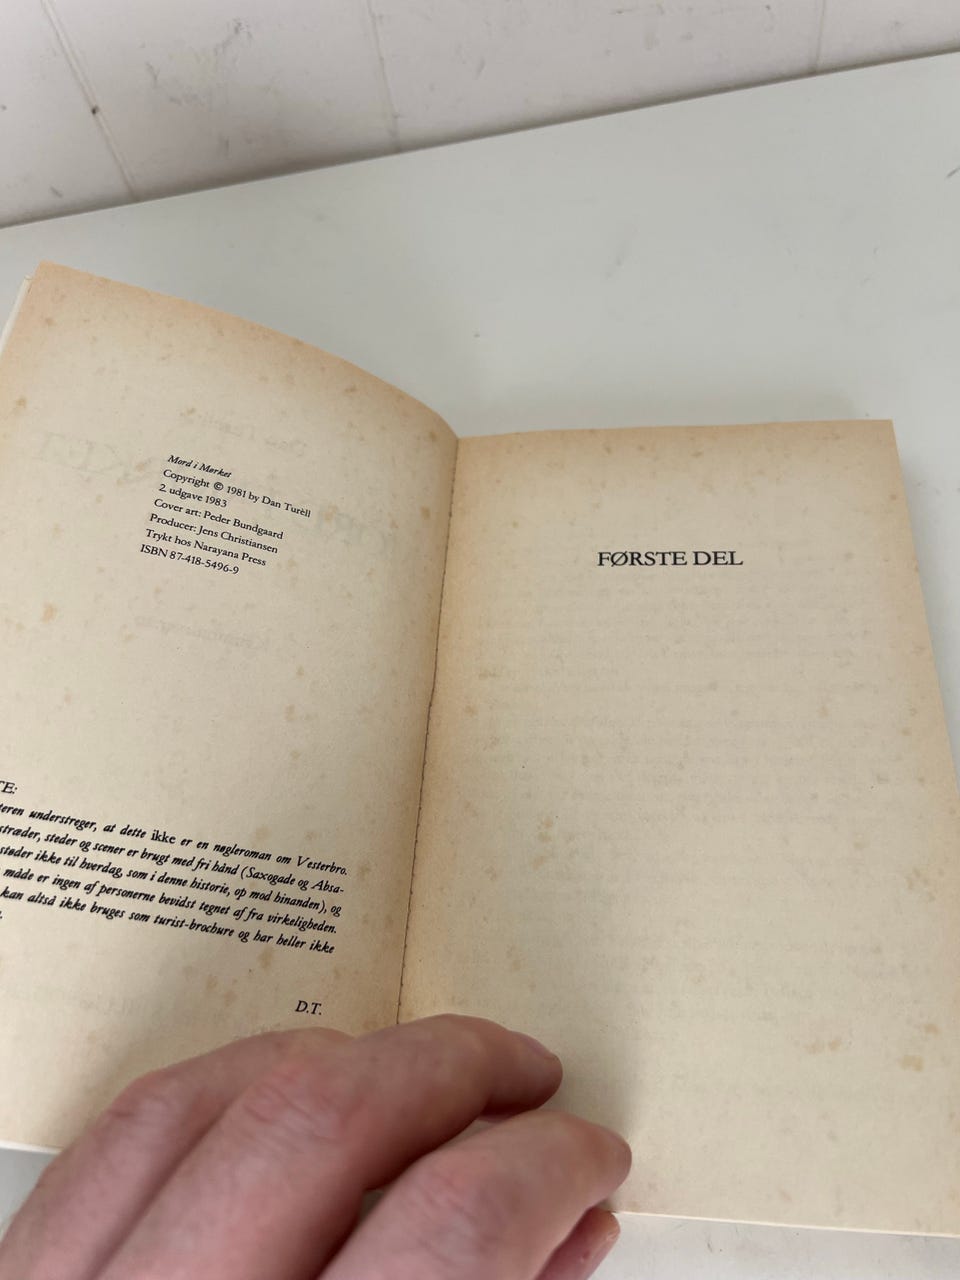 Mord i Mørket
Copyright © 1981 by Dan Turèll
2. udgave 1983
Cover art: Peder Bundgaard
Producer: Jens Christiansen
Trykt hos Narayana Press
ISBN 87-418-5496-9
TE:
teren understreger, at dette ikke er en nøgleroman om Vesterbro.
stræder, steder og scener er brugt med fri hånd (Saxogade og Absa-
støder ikke til hverdag, som i denne historie, op mod hinanden), og
måde er ingen af personerne bevidst tegnet af fra virkeligheden.
kan altså ikke bruges som turist-brochure og har heller ikke
D.T.
FØRSTE DEL